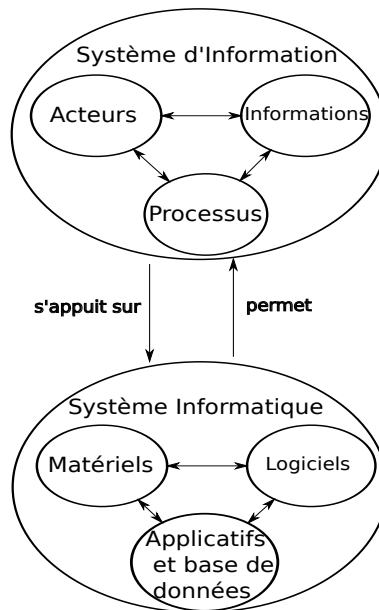 Système d'Information
Acteurs
Informations
Processus
s'appuit sur
permet
Système Informatique
Matériels
Logiciels
Applicatifs
et base de
données